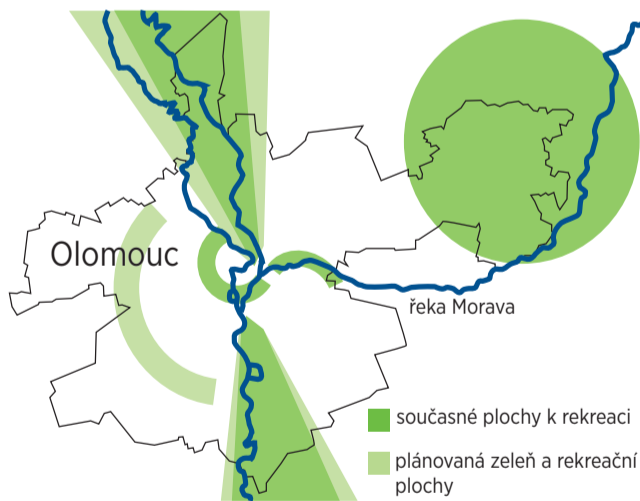 Olomouc
řeka Morava
současné plochy k rekreaci
plánovaná zeleň a rekreační
plochy